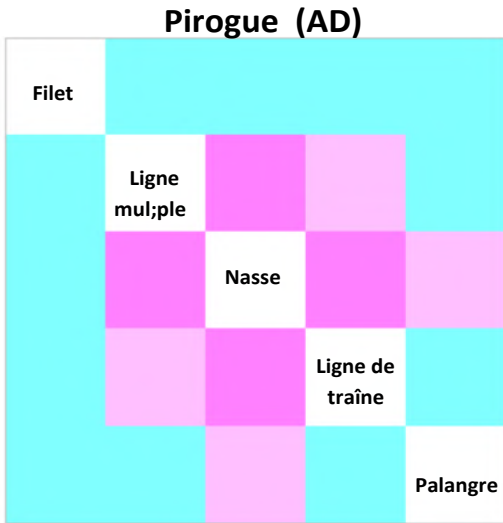 Pirogue (AD)
Filet
Ligne
mul;ple
Nasse
Ligne de
traîne
Palangre